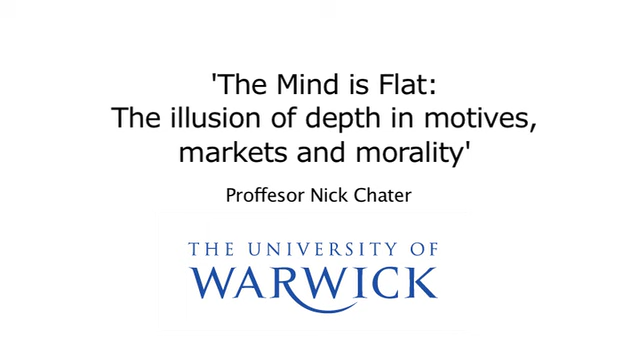 'The Mind is Flat:
The illusion of depth in motives,
markets and morality'
Proffesor Nick Chater
THE UNIVERSITY OF
WARWICK